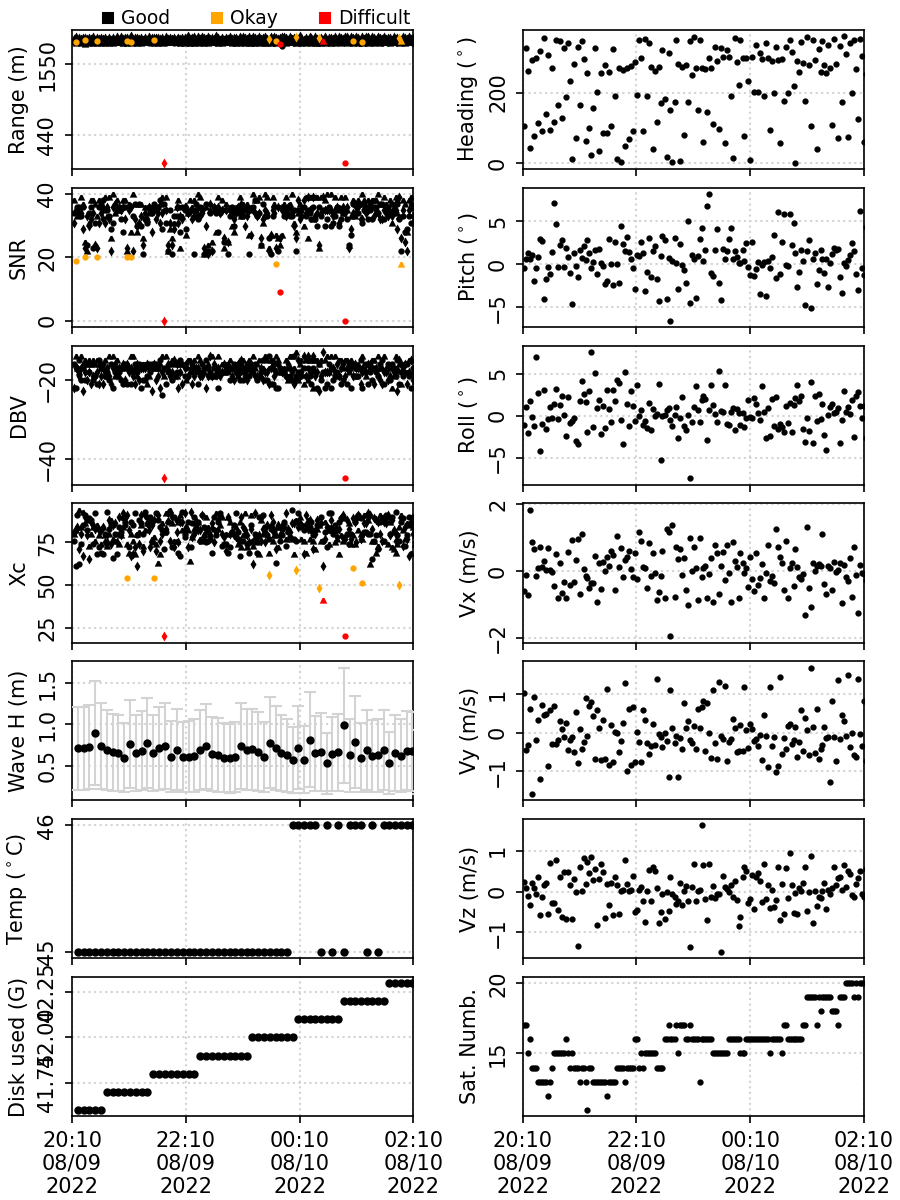 Good Okay Difficult
Range (m)
1550
440
Heading (°)
200
0
SNR
40
20
0
Pitch (°)
5
0
−5
DBV
−20
−40
Roll (°)
5
0
−5
Xc
75
50
25
Vx (m/s)
2
0
−2
Wave H (m)
1.5
1.0
0.5
Vy (m/s)
1
0
−1
Temp (°C)
46
45
Vz (m/s)
1
0
−1
Disk used (G)
42.25
42.00
41.75
Sat. Numb.
20
15
20:10 22:10 00:10 02:10
08/09 08/09 08/10 08/10
2022 2022 2022 2022
20:10 22:10 00:10 02:10
08/09 08/09 08/10 08/10
2022 2022 2022 2022